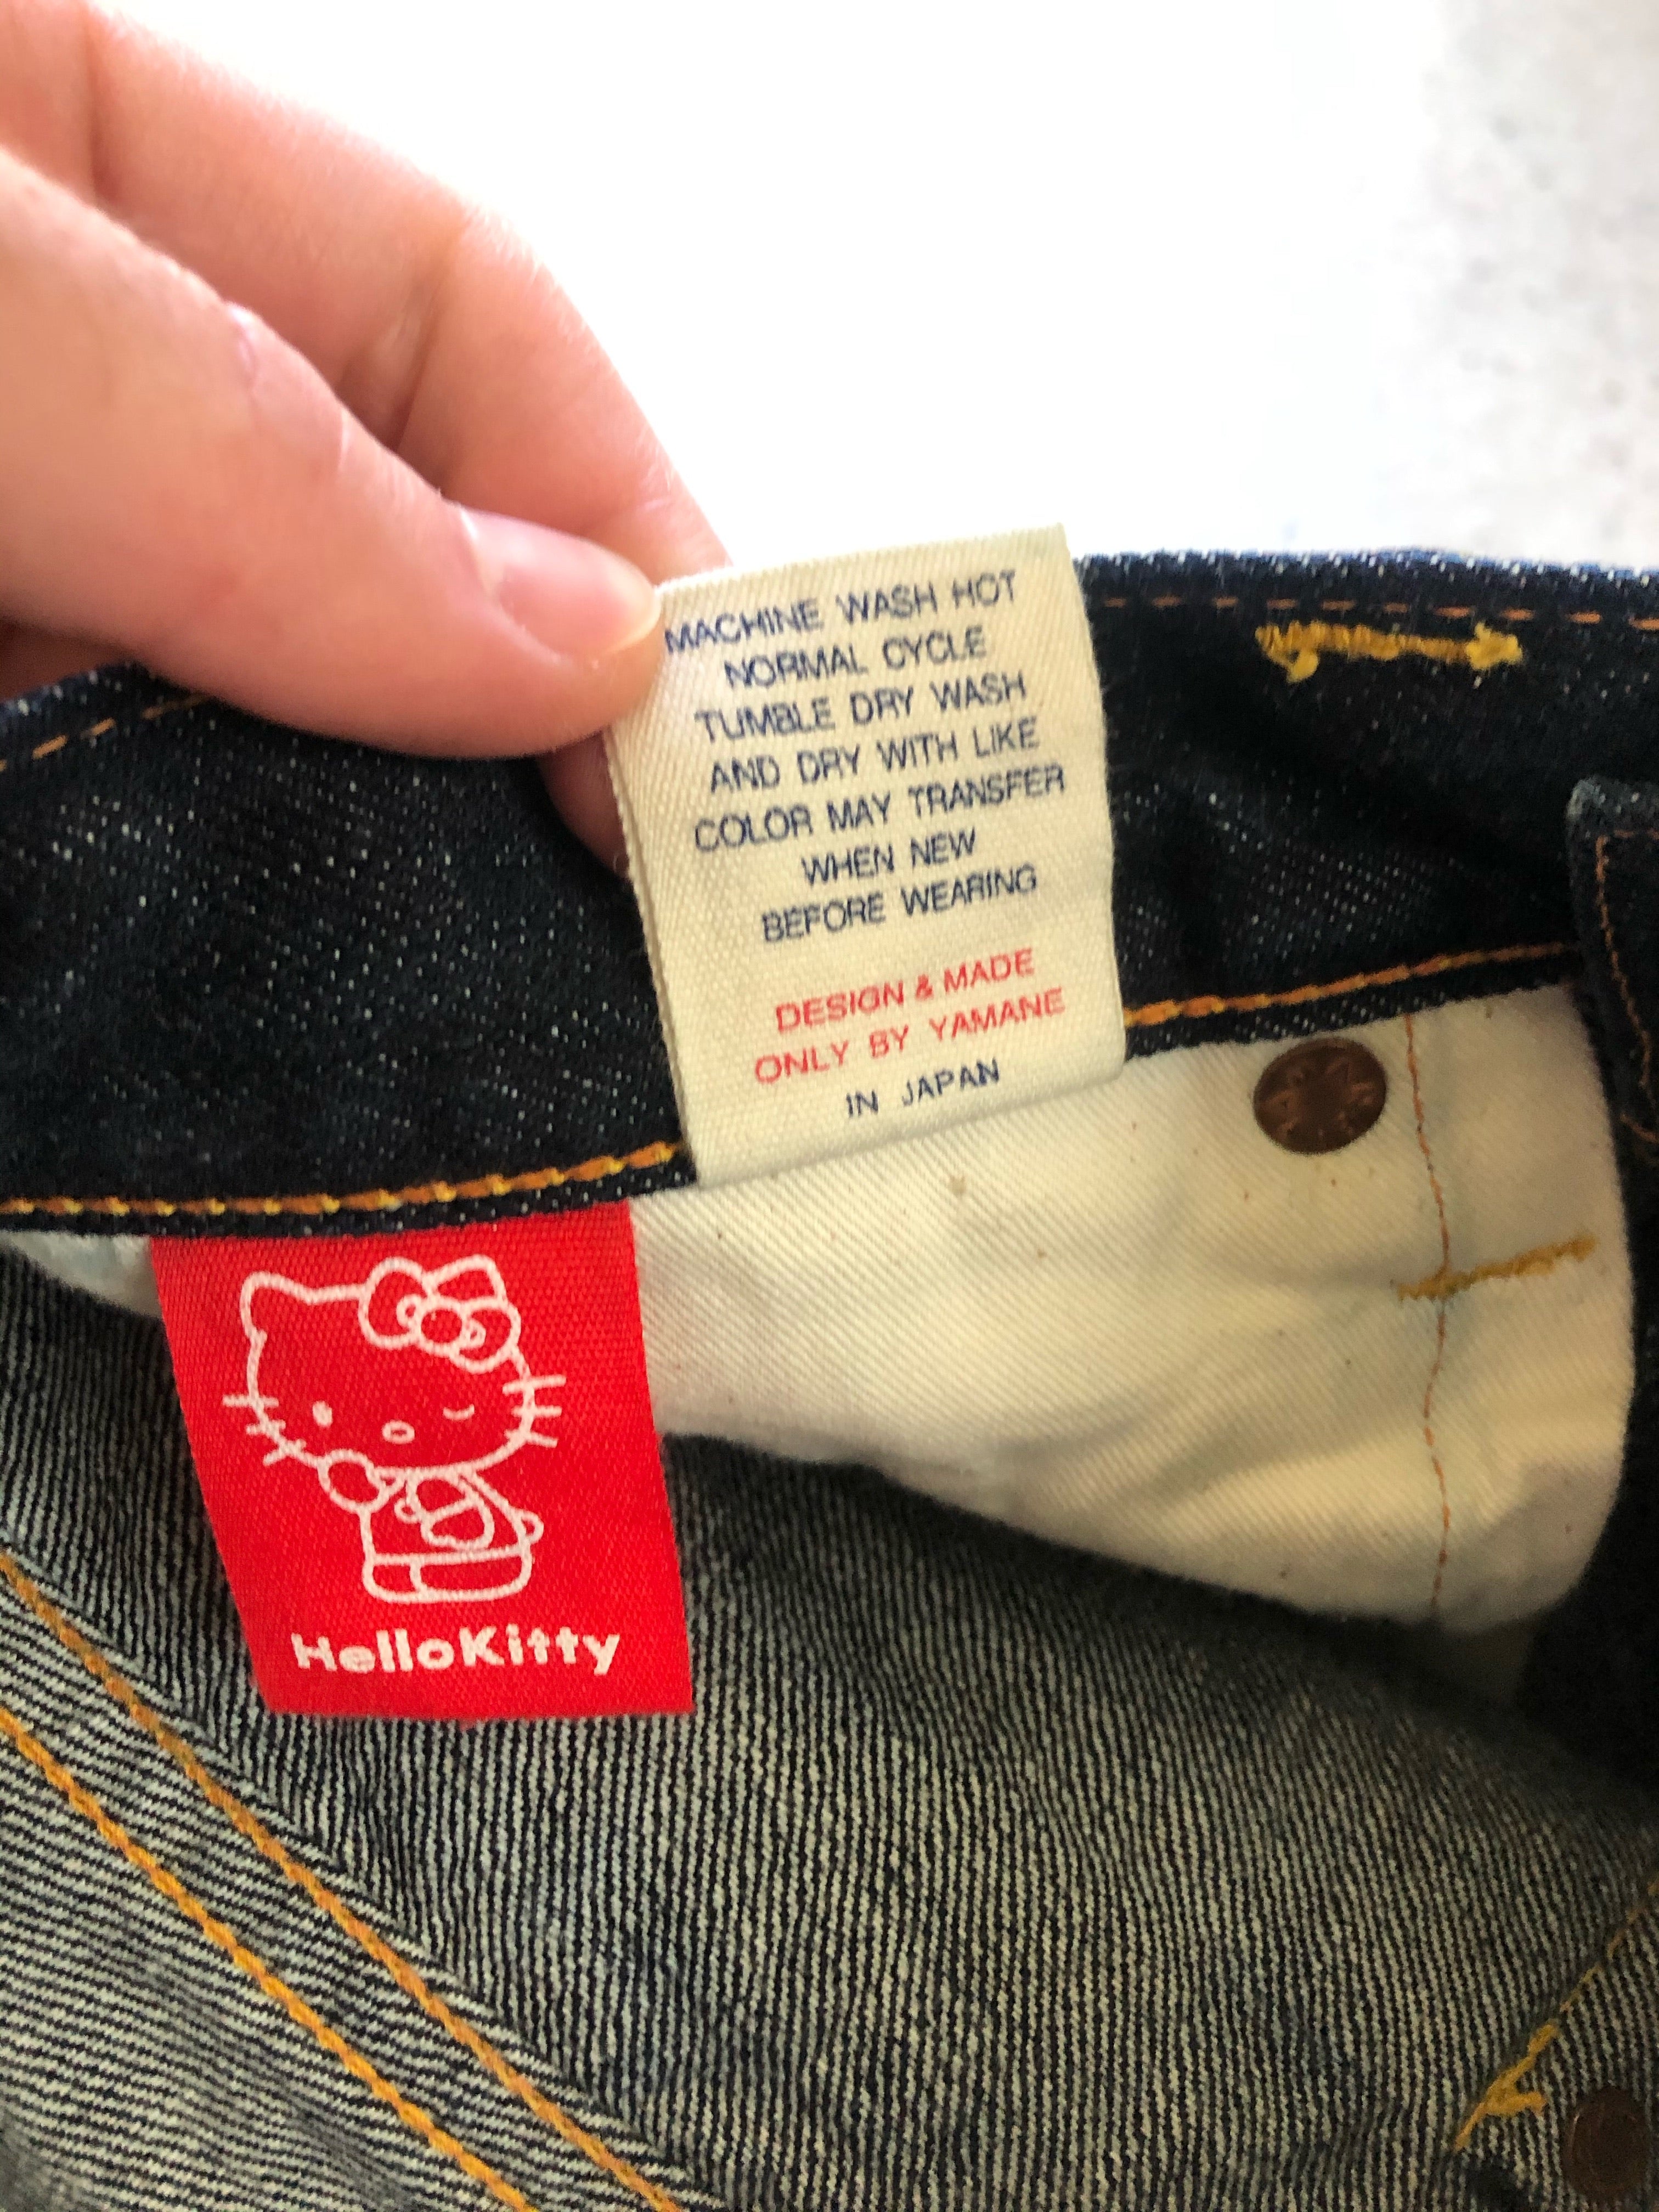 MACHINE WASH HOT
NORMAL CYCLE
TUMBLE DRY WASH
AND DRY WITH LIKE
COLOR MAY TRANSFER
WHEN NEW
BEFORE WEARING
DESIGN & MADE
ONLY BY YAMANE
IN JAPAN
HelloKitty